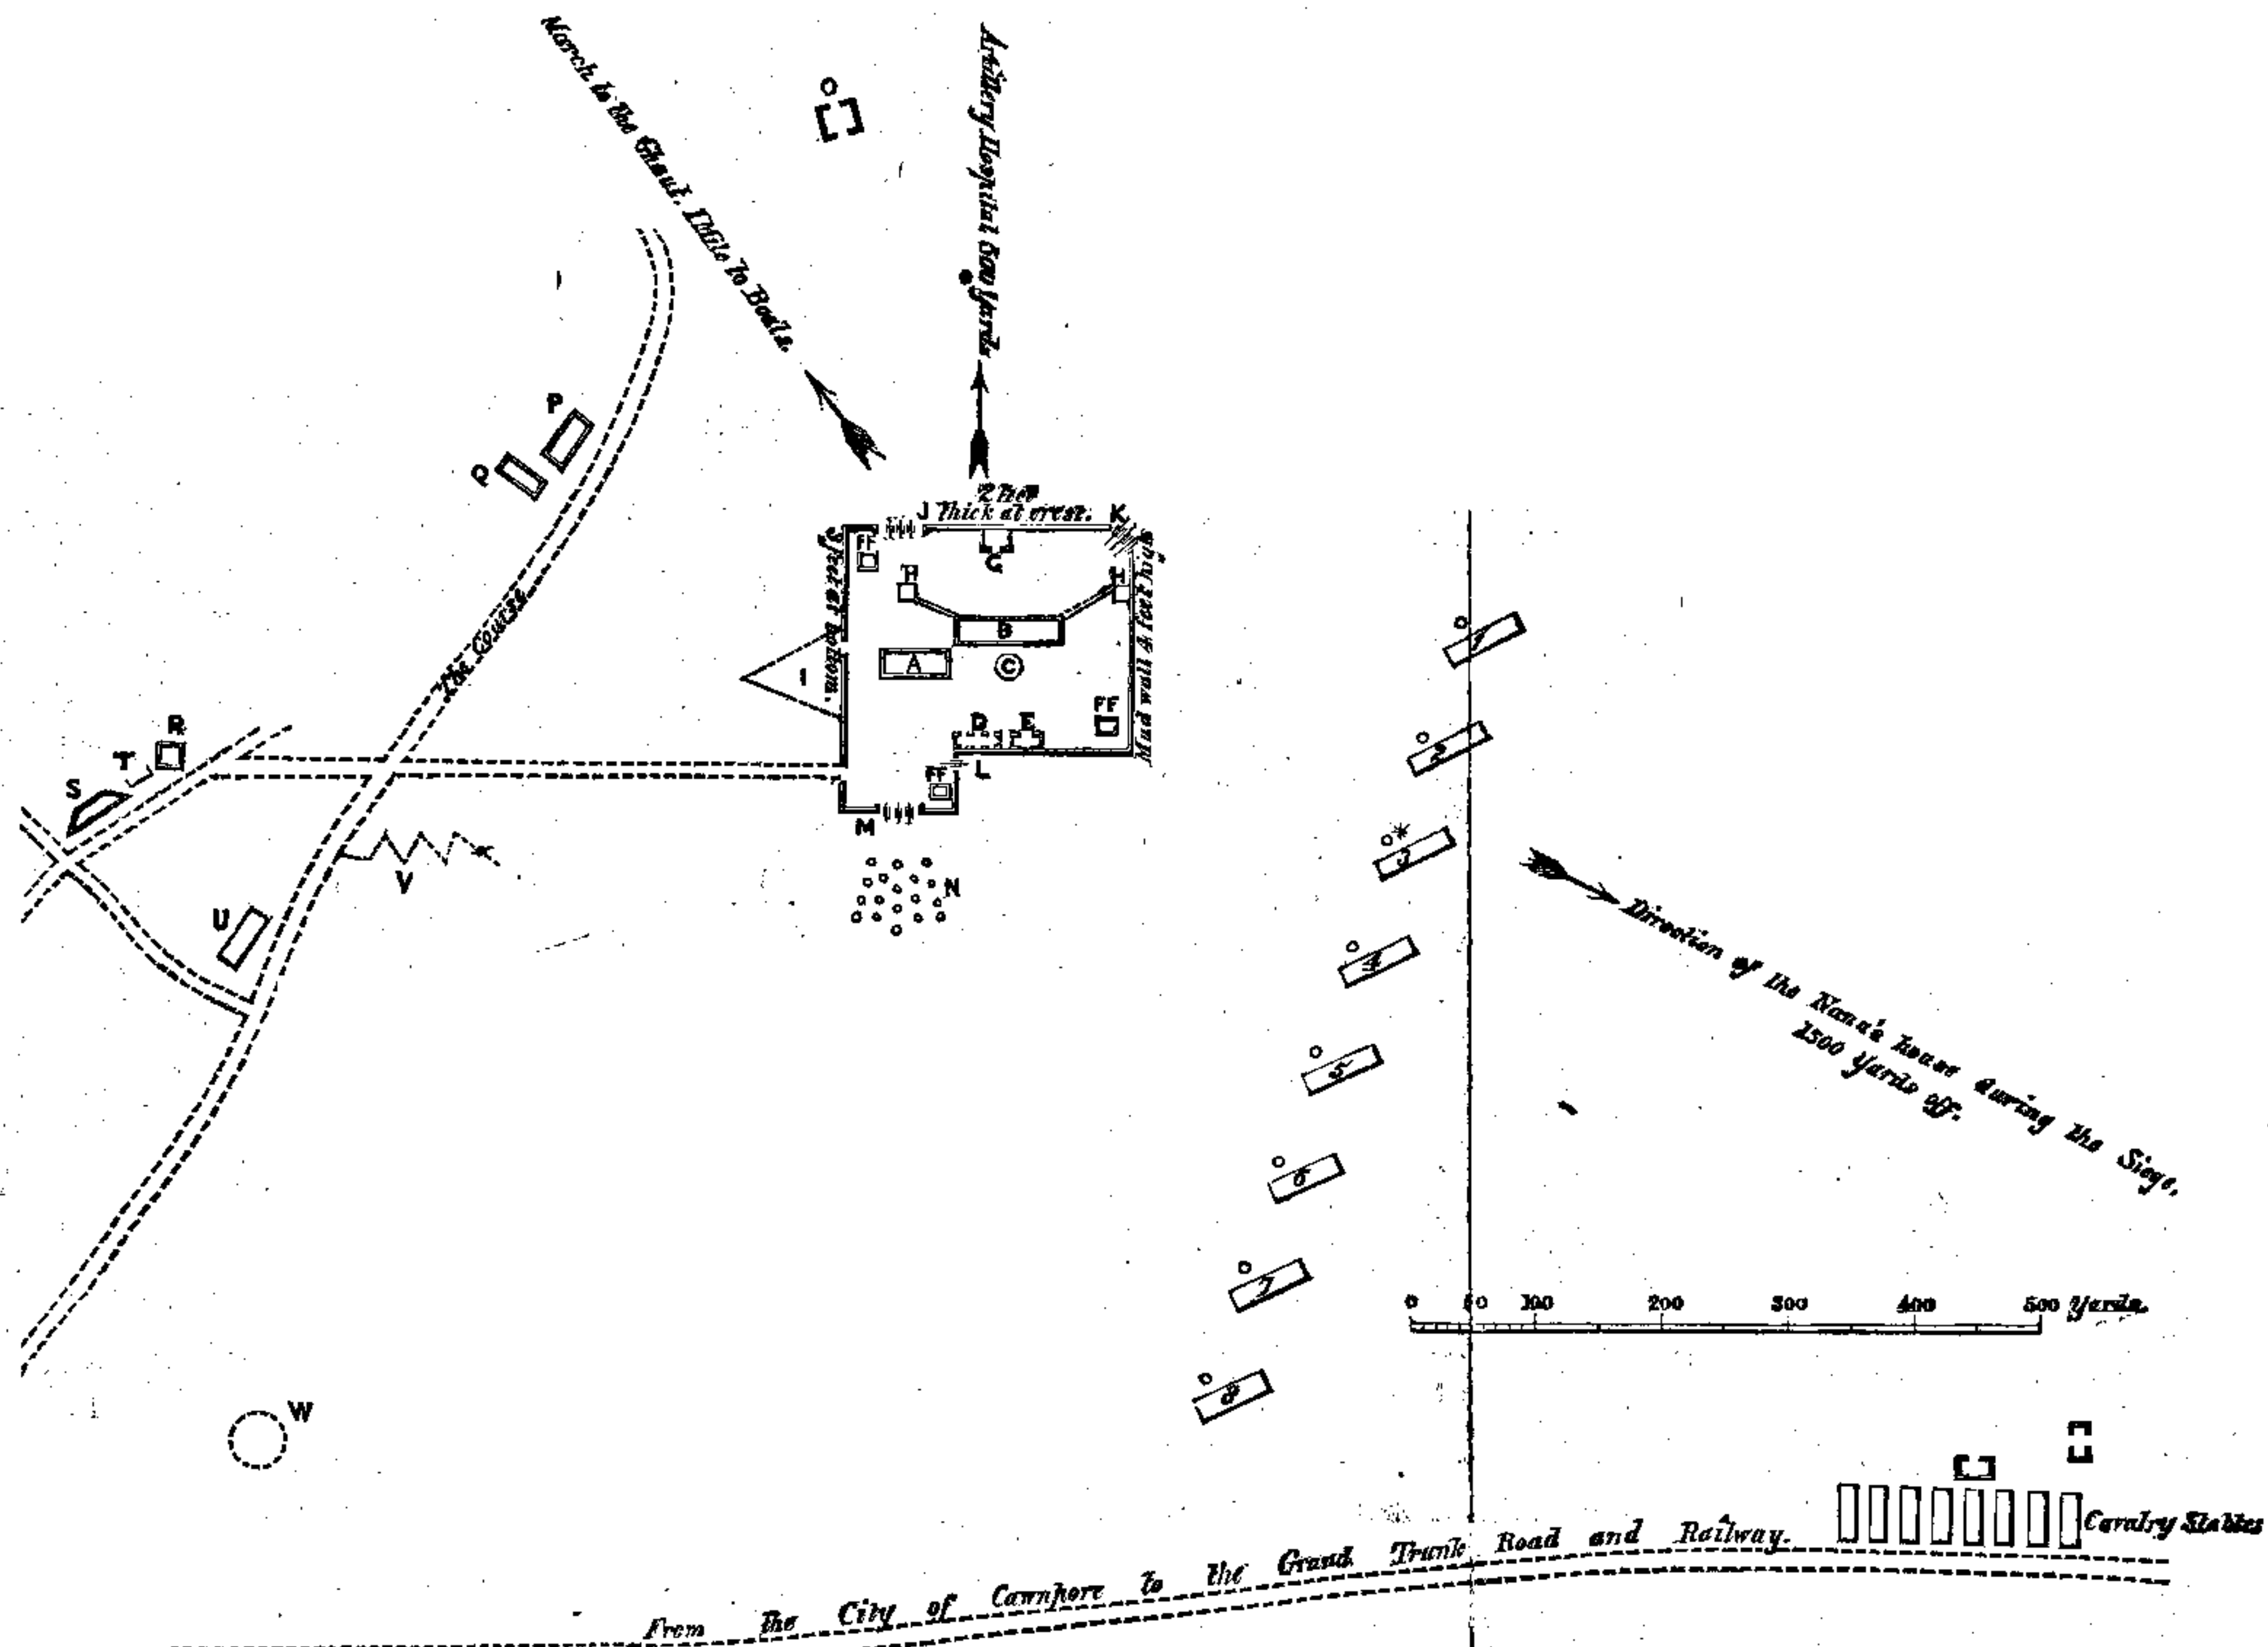 March to the Ghaut. 1 Mile to Boats.
Artillery Hospital 600 Yards
P
Q
The Course
2 feet
Thick at crest.
J
K
FF
G
H
H
3 feet at bottom.
Mud wall 4 feet high
B
A
C
I
1
2
R
T
S
D
E
FF
FF
L
M
3
V
N
U
4
Direction of the Nana's house during the Siege.
1500 Yards off.
5
6
7
0 50 100 200 300 400 500 Yards.
8
W
Cavalry Stables
From the City of Cawnpore to the Grand Trunk Road and Railway.